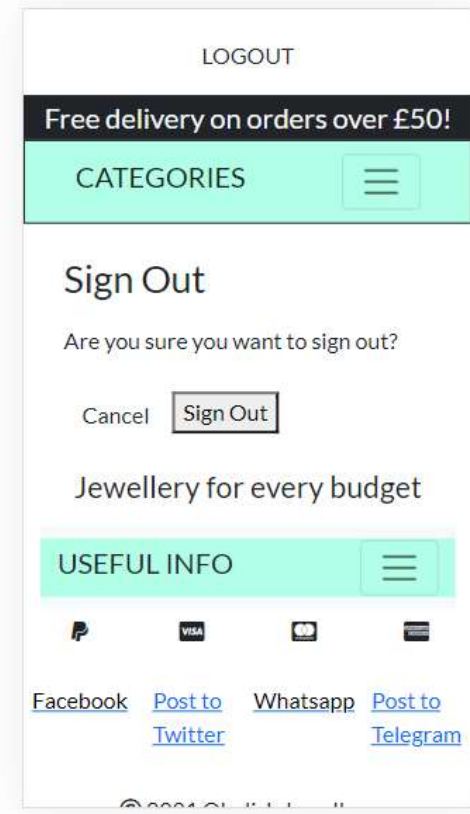 LOGOUT
Free delivery on orders over £50!
CATEGORIES
Sign Out
Are you sure you want to sign out?
Cancel Sign Out
Jewellery for every budget
USEFUL INFO
VISA
Facebook Post to Whatsapp Post to
Twitter Telegram